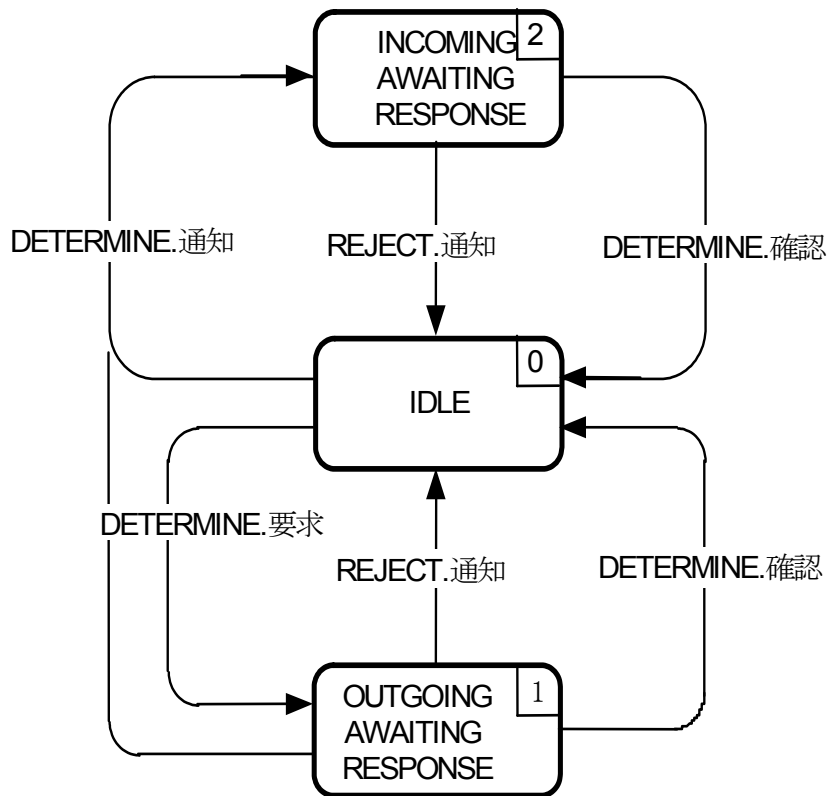 INCOMING
AWAITING
RESPONSE
2
DETERMINE.通知
REJECT.通知
DETERMINE.確認
IDLE
0
DETERMINE.要求
REJECT.通知
DETERMINE.確認
OUTGOING
AWAITING
RESPONSE
1